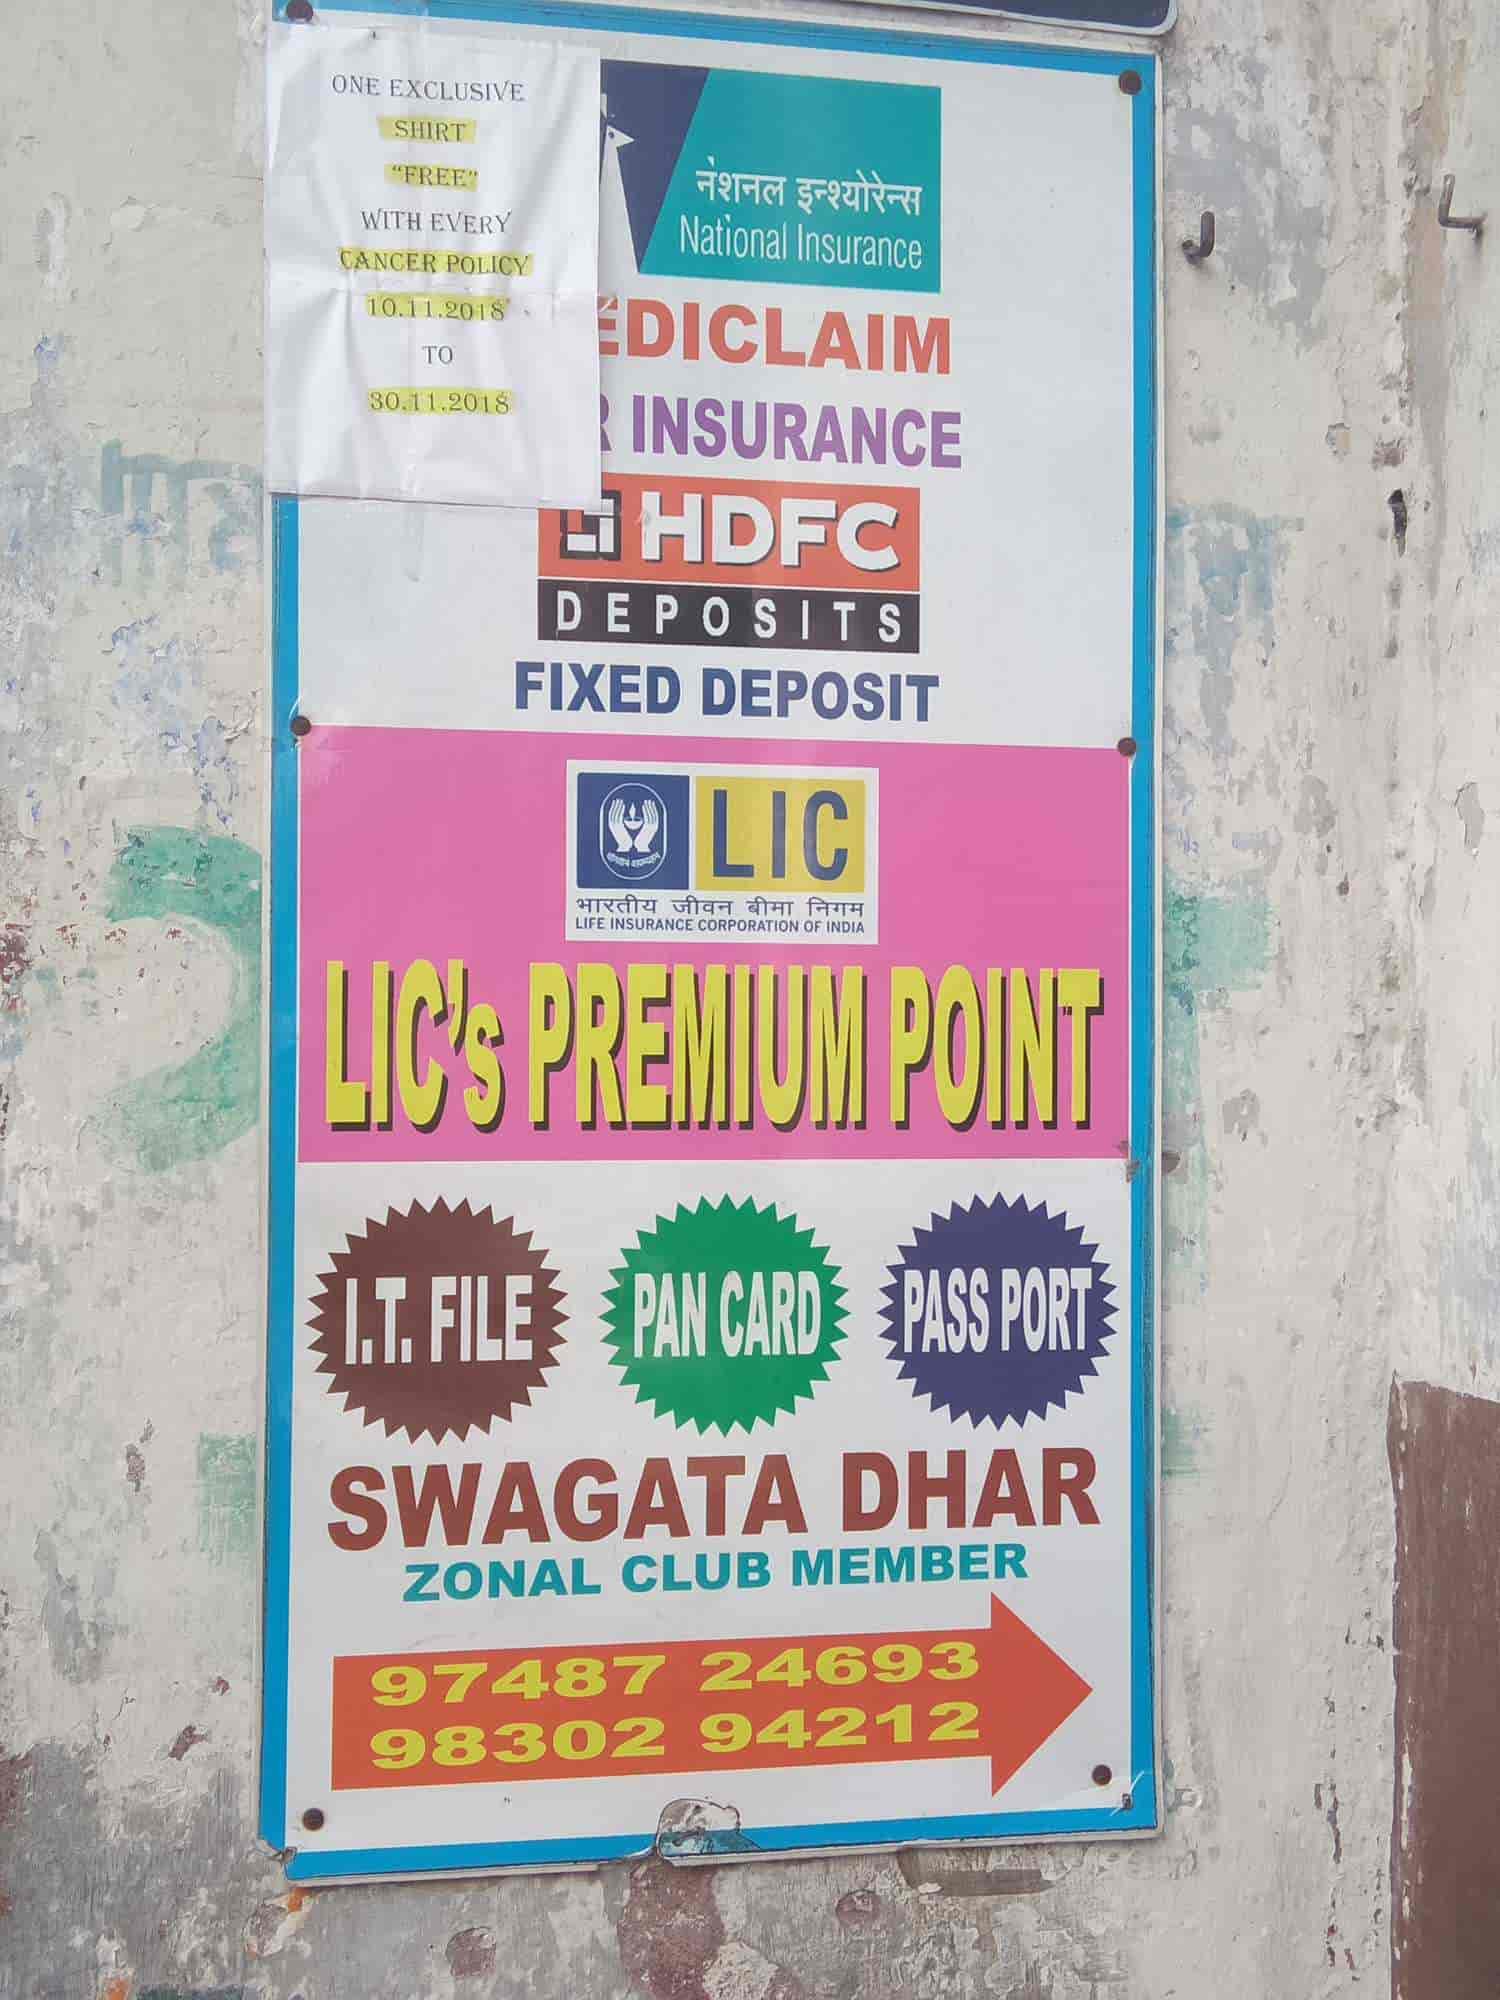 ONE EXCLUSIVE
SHIRT
"FREE"
WITH EVERY
CANCER POLICY
10.11.2018
TO
30.11.2018
नेशनल इन्श्योरेन्स
National Insurance
EDICLAIM
R INSURANCE
HDFC
DEPOSITS
FIXED DEPOSIT
LIC
भारतीय जीवन बीमा निगम
LIFE INSURANCE CORPORATION OF INDIA
LIC's PREMIUM POINT
I.T. FILE
PAN CARD
PASS PORT
SWAGATA DHAR
ZONAL CLUB MEMBER
97487 24693
98302 94212